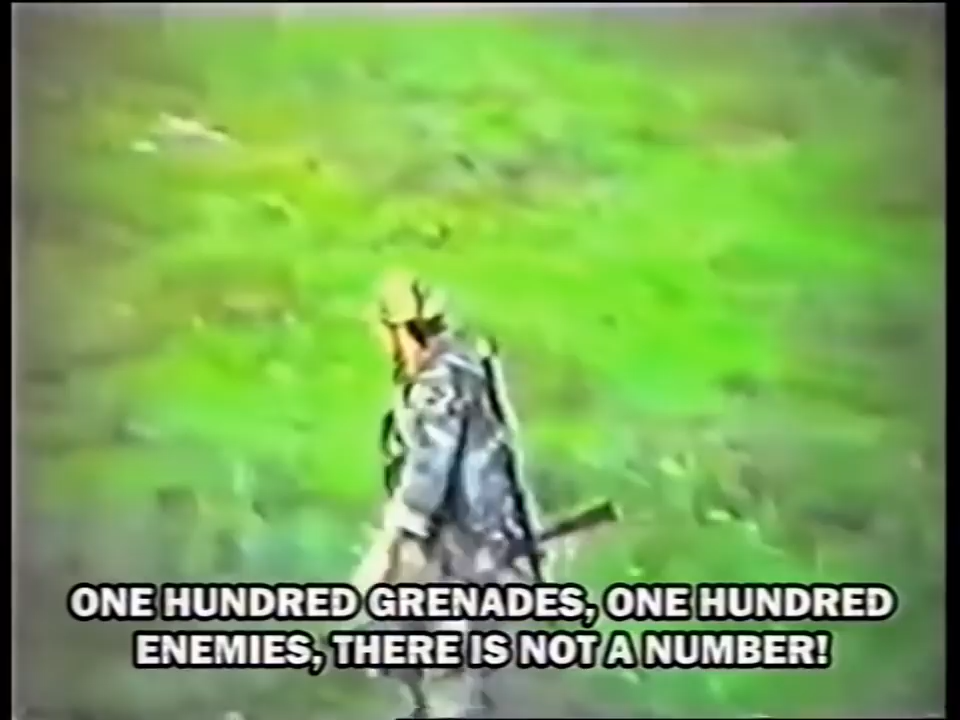 ONE HUNDRED GRENADES, ONE HUNDRED
ENEMIES, THERE IS NOT A NUMBER!